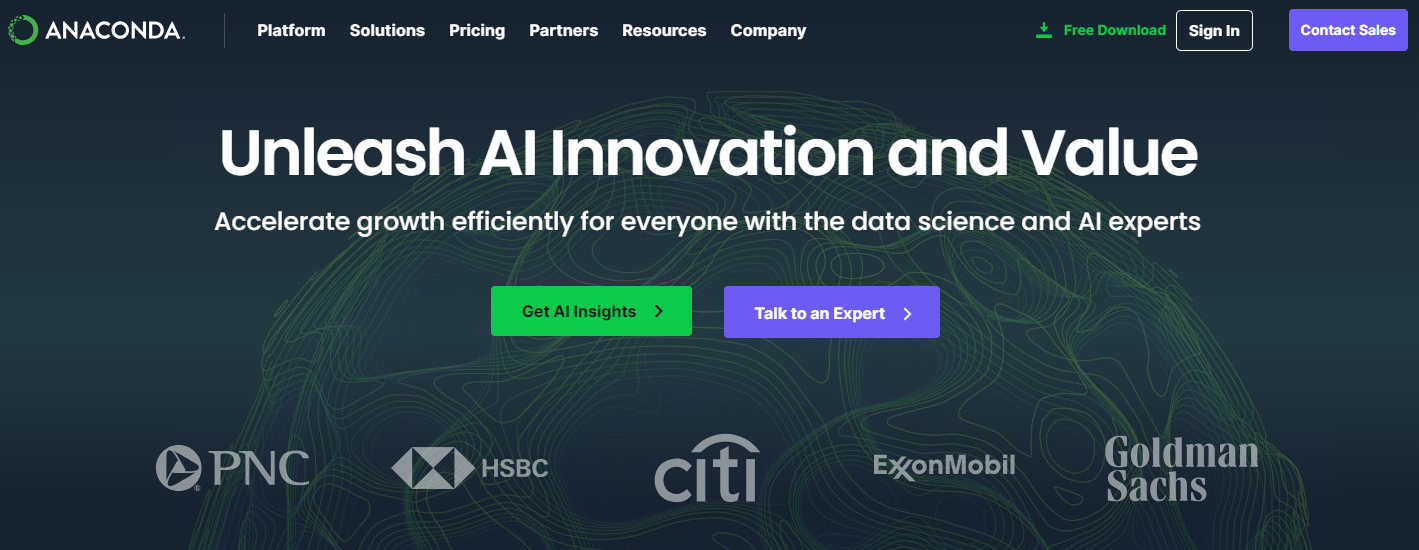 ANACONDA.
Platform Solutions Pricing Partners Resources Company Free Download Sign In Contact Sales
Unleash AI Innovation and Value
Accelerate growth efficiently for everyone with the data science and AI experts
Get AI Insights Talk to an Expert
PNC® HSBC citi ExxonMobil Goldman
Sachs